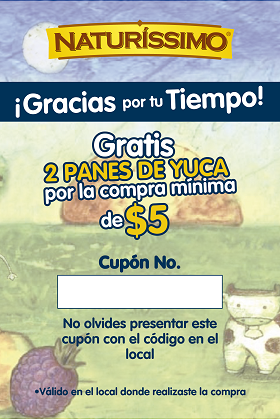 NATURÍSSIMO®
¡Gracias por tu Tiempo!
Gratis
2 PANES DE YUCA
por la compra mínima
de $5
Cupón No.
No olvides presentar este
cupón con el código en el
local
•Válido en el local donde realizaste la compra